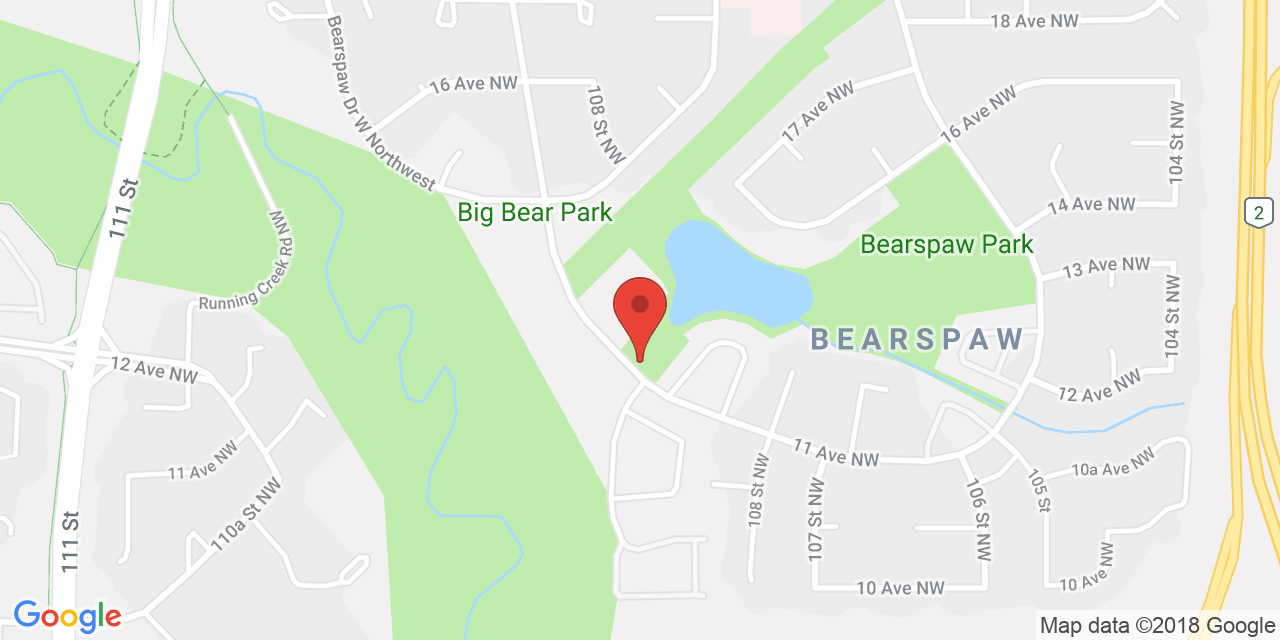 18 Ave NW
Bearspaw Dr W Northwest
16 Ave NW
108 St NW
17 Ave NW
16 Ave NW
104 St NW
111 St
Running Creek Rd NW
Big Bear Park
14 Ave NW
2
Bearspaw Park
13 Ave NW
104 St NW
BEARSPAW
12 Ave NW
12 Ave NW
11 Ave NW
11 Ave NW
110a St NW
111 St
108 St NW
107 St NW
106 St NW
105 St
10a Ave NW
10 Ave NW
10 Ave NW
Google
Map data ©2018 Google